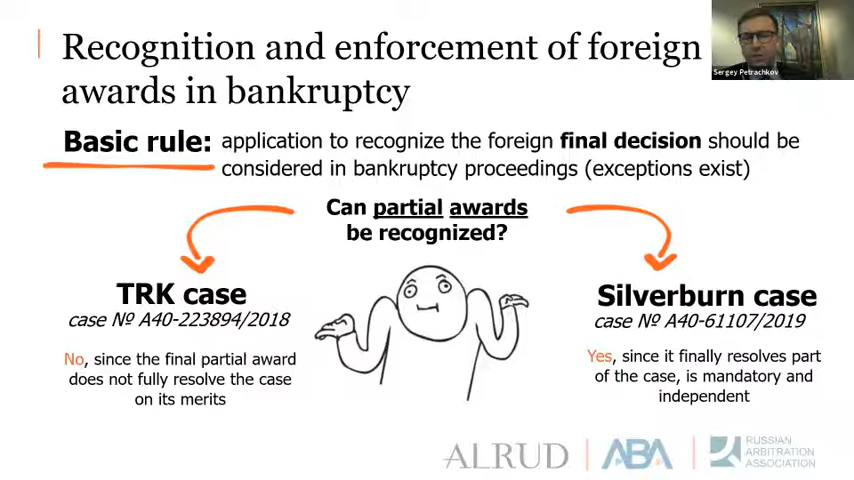 Recognition and enforcement of foreign
awards in bankruptcy
Sergey Petrachkov
Basic rule: application to recognize the foreign final decision should be
considered in bankruptcy proceedings (exceptions exist)
Can partial awards
be recognized?
TRK case
case № A40-223894/2018
No, since the final partial award
does not fully resolve the case
on its merits
Silverburn case
case № A40-61107/2019
Yes, since it finally resolves part
of the case, is mandatory and
independent
ALRUD
ABA
RUSSIAN
ARBITRATION
ASSOCIATION